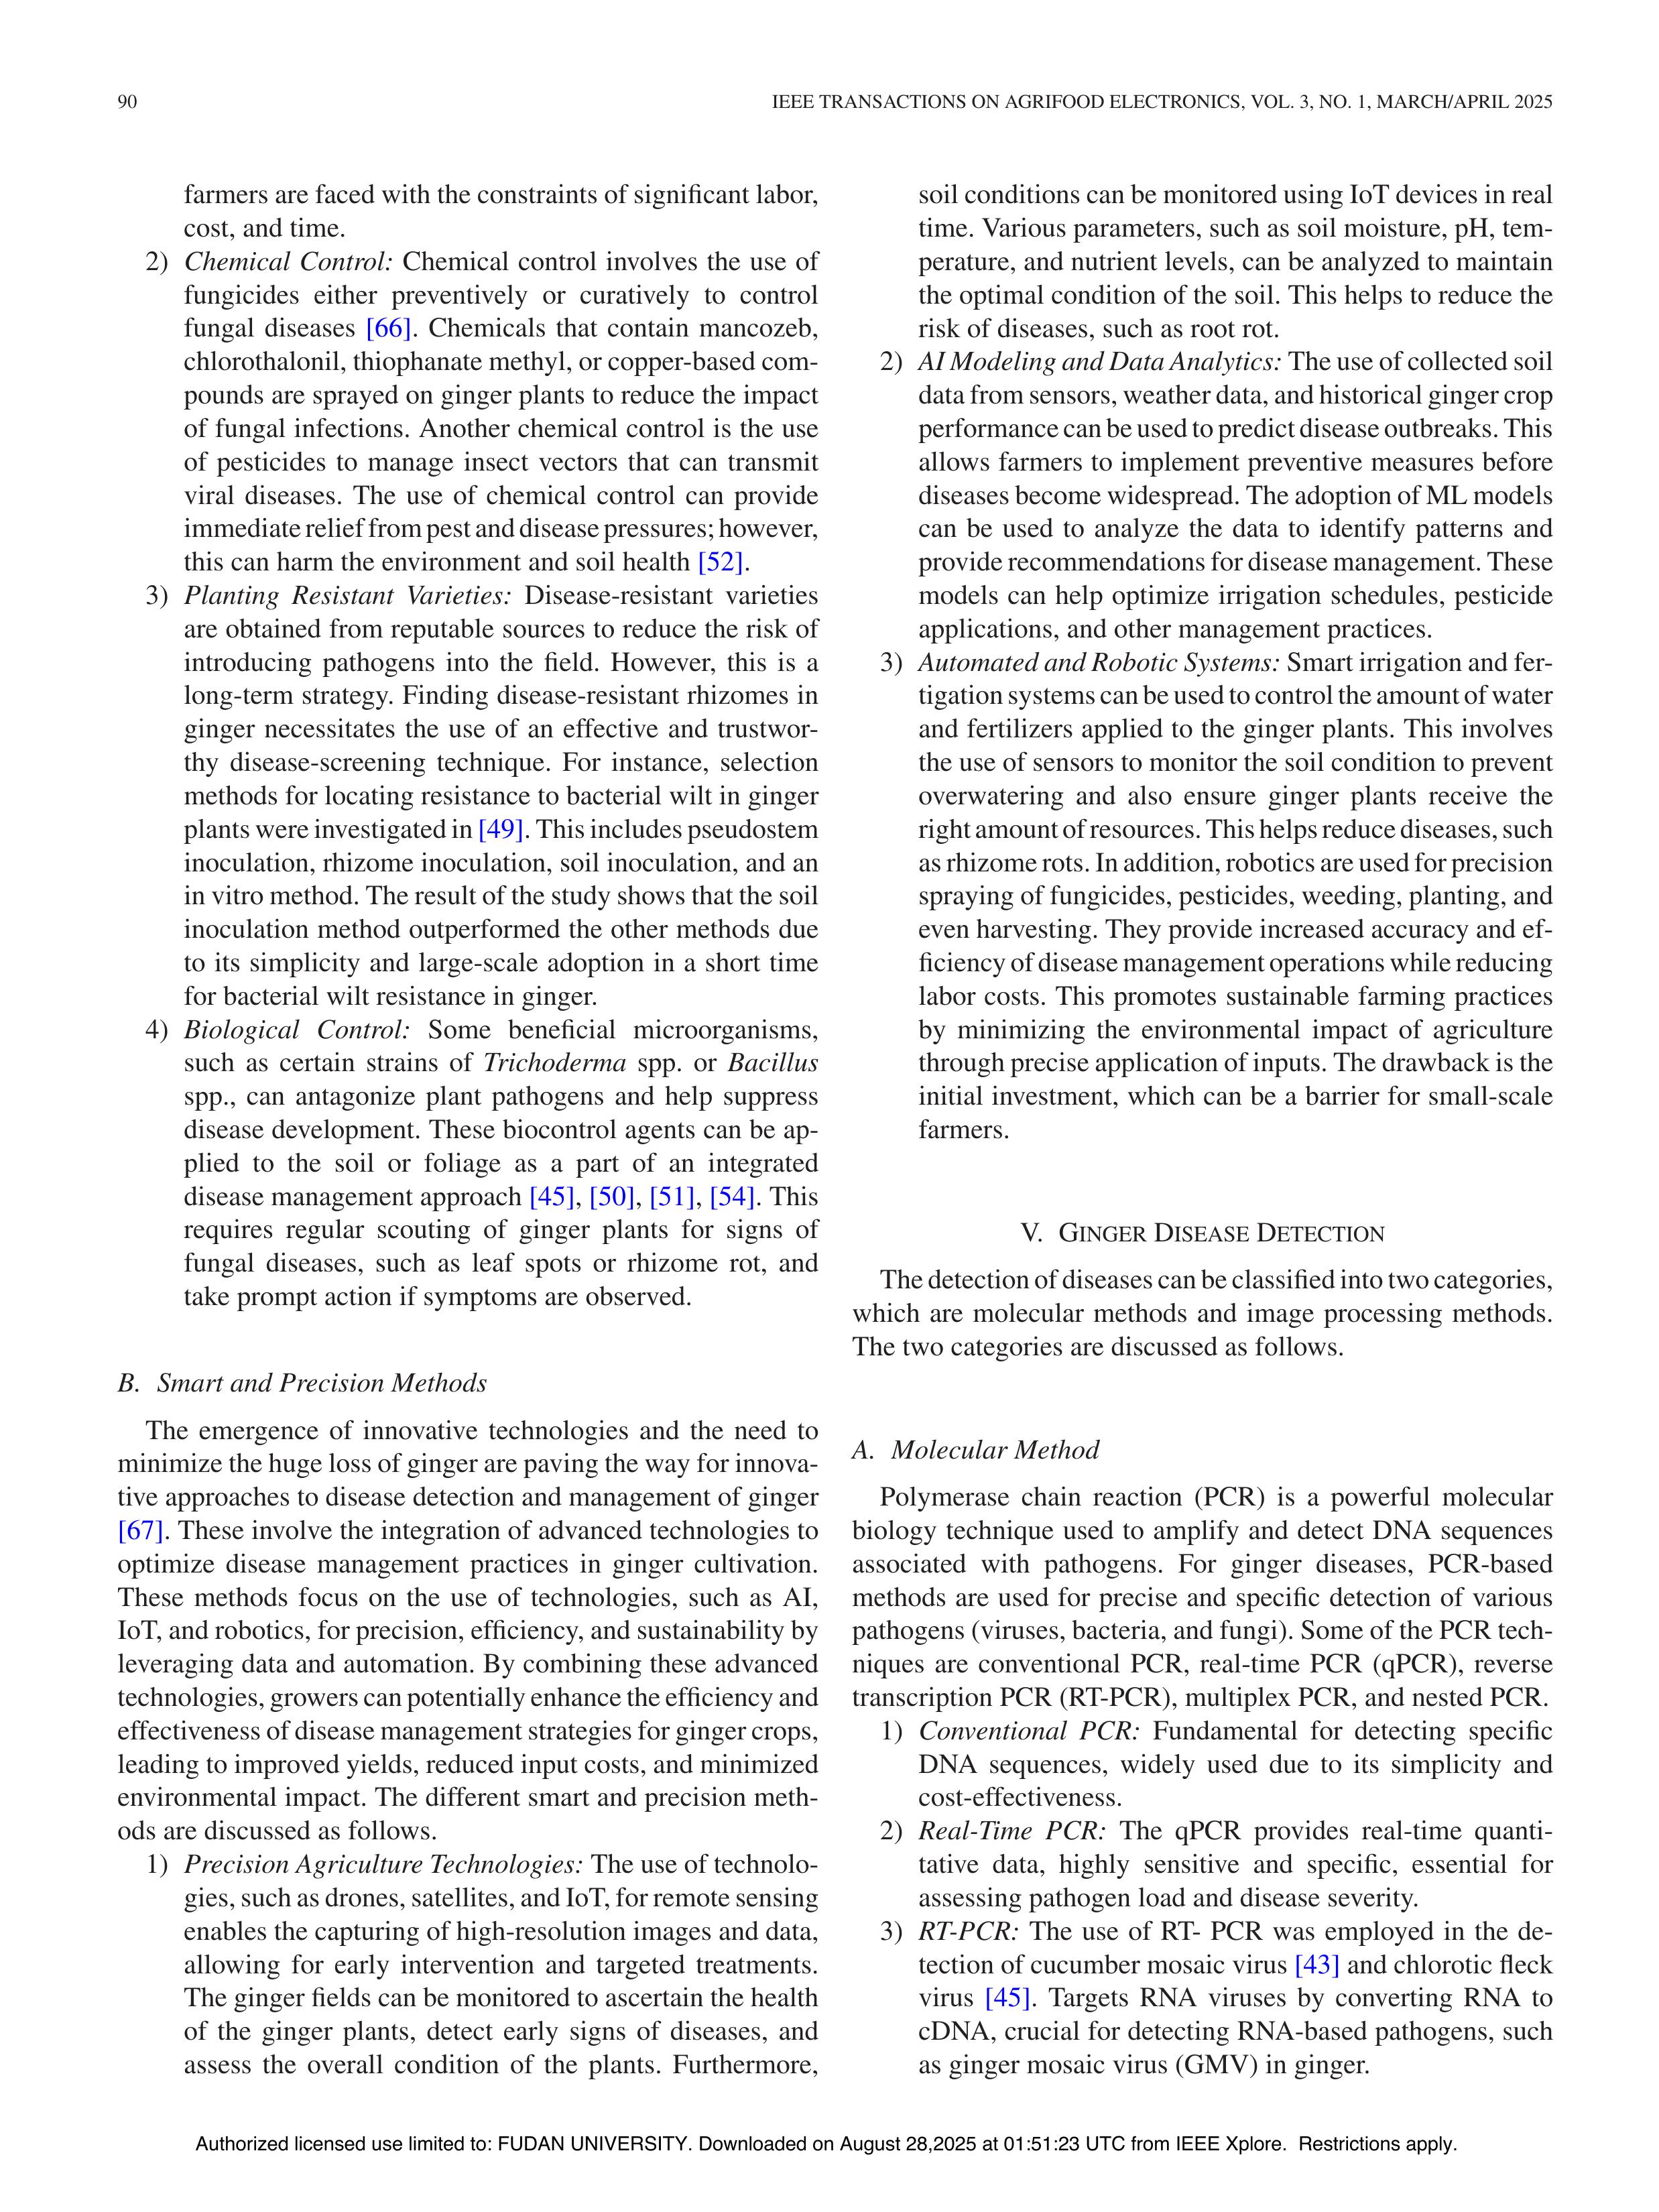 90
IEEE TRANSACTIONS ON AGRIFOOD ELECTRONICS, VOL. 3, NO. 1, MARCH/APRIL 2025
farmers are faced with the constraints of significant labor,
cost, and time.
2) Chemical Control: Chemical control involves the use of
fungicides either preventively or curatively to control
fungal diseases [66]. Chemicals that contain mancozeb,
chlorothalonil, thiophanate methyl, or copper-based com-
pounds are sprayed on ginger plants to reduce the impact
of fungal infections. Another chemical control is the use
of pesticides to manage insect vectors that can transmit
viral diseases. The use of chemical control can provide
immediate relief from pest and disease pressures; however,
this can harm the environment and soil health [52].
3) Planting Resistant Varieties: Disease-resistant varieties
are obtained from reputable sources to reduce the risk of
introducing pathogens into the field. However, this is a
long-term strategy. Finding disease-resistant rhizomes in
ginger necessitates the use of an effective and trustwor-
thy disease-screening technique. For instance, selection
methods for locating resistance to bacterial wilt in ginger
plants were investigated in [49]. This includes pseudostem
inoculation, rhizome inoculation, soil inoculation, and an
in vitro method. The result of the study shows that the soil
inoculation method outperformed the other methods due
to its simplicity and large-scale adoption in a short time
for bacterial wilt resistance in ginger.
4) Biological Control: Some beneficial microorganisms,
such as certain strains of Trichoderma spp. or Bacillus
spp., can antagonize plant pathogens and help suppress
disease development. These biocontrol agents can be ap-
plied to the soil or foliage as a part of an integrated
disease management approach [45], [50], [51], [54]. This
requires regular scouting of ginger plants for signs of
fungal diseases, such as leaf spots or rhizome rot, and
take prompt action if symptoms are observed.
B. Smart and Precision Methods
The emergence of innovative technologies and the need to
minimize the huge loss of ginger are paving the way for innova-
tive approaches to disease detection and management of ginger
[67]. These involve the integration of advanced technologies to
optimize disease management practices in ginger cultivation.
These methods focus on the use of technologies, such as AI,
IoT, and robotics, for precision, efficiency, and sustainability by
leveraging data and automation. By combining these advanced
technologies, growers can potentially enhance the efficiency and
effectiveness of disease management strategies for ginger crops,
leading to improved yields, reduced input costs, and minimized
environmental impact. The different smart and precision meth-
ods are discussed as follows.
1) Precision Agriculture Technologies: The use of technolo-
gies, such as drones, satellites, and IoT, for remote sensing
enables the capturing of high-resolution images and data,
allowing for early intervention and targeted treatments.
The ginger fields can be monitored to ascertain the health
of the ginger plants, detect early signs of diseases, and
assess the overall condition of the plants. Furthermore,
soil conditions can be monitored using IoT devices in real
time. Various parameters, such as soil moisture, pH, tem-
perature, and nutrient levels, can be analyzed to maintain
the optimal condition of the soil. This helps to reduce the
risk of diseases, such as root rot.
2) AI Modeling and Data Analytics: The use of collected soil
data from sensors, weather data, and historical ginger crop
performance can be used to predict disease outbreaks. This
allows farmers to implement preventive measures before
diseases become widespread. The adoption of ML models
can be used to analyze the data to identify patterns and
provide recommendations for disease management. These
models can help optimize irrigation schedules, pesticide
applications, and other management practices.
3) Automated and Robotic Systems: Smart irrigation and fer-
tigation systems can be used to control the amount of water
and fertilizers applied to the ginger plants. This involves
the use of sensors to monitor the soil condition to prevent
overwatering and also ensure ginger plants receive the
right amount of resources. This helps reduce diseases, such
as rhizome rots. In addition, robotics are used for precision
spraying of fungicides, pesticides, weeding, planting, and
even harvesting. They provide increased accuracy and ef-
ficiency of disease management operations while reducing
labor costs. This promotes sustainable farming practices
by minimizing the environmental impact of agriculture
through precise application of inputs. The drawback is the
initial investment, which can be a barrier for small-scale
farmers.
V. GINGER DISEASE DETECTION
The detection of diseases can be classified into two categories,
which are molecular methods and image processing methods.
The two categories are discussed as follows.
A. Molecular Method
Polymerase chain reaction (PCR) is a powerful molecular
biology technique used to amplify and detect DNA sequences
associated with pathogens. For ginger diseases, PCR-based
methods are used for precise and specific detection of various
pathogens (viruses, bacteria, and fungi). Some of the PCR tech-
niques are conventional PCR, real-time PCR (qPCR), reverse
transcription PCR (RT-PCR), multiplex PCR, and nested PCR.
1) Conventional PCR: Fundamental for detecting specific
DNA sequences, widely used due to its simplicity and
cost-effectiveness.
2) Real-Time PCR: The qPCR provides real-time quanti-
tative data, highly sensitive and specific, essential for
assessing pathogen load and disease severity.
3) RT-PCR: The use of RT- PCR was employed in the de-
tection of cucumber mosaic virus [43] and chlorotic fleck
virus [45]. Targets RNA viruses by converting RNA to
cDNA, crucial for detecting RNA-based pathogens, such
as ginger mosaic virus (GMV) in ginger.
Authorized licensed use limited to: FUDAN UNIVERSITY. Downloaded on August 28,2025 at 01:51:23 UTC from IEEE Xplore. Restrictions apply.